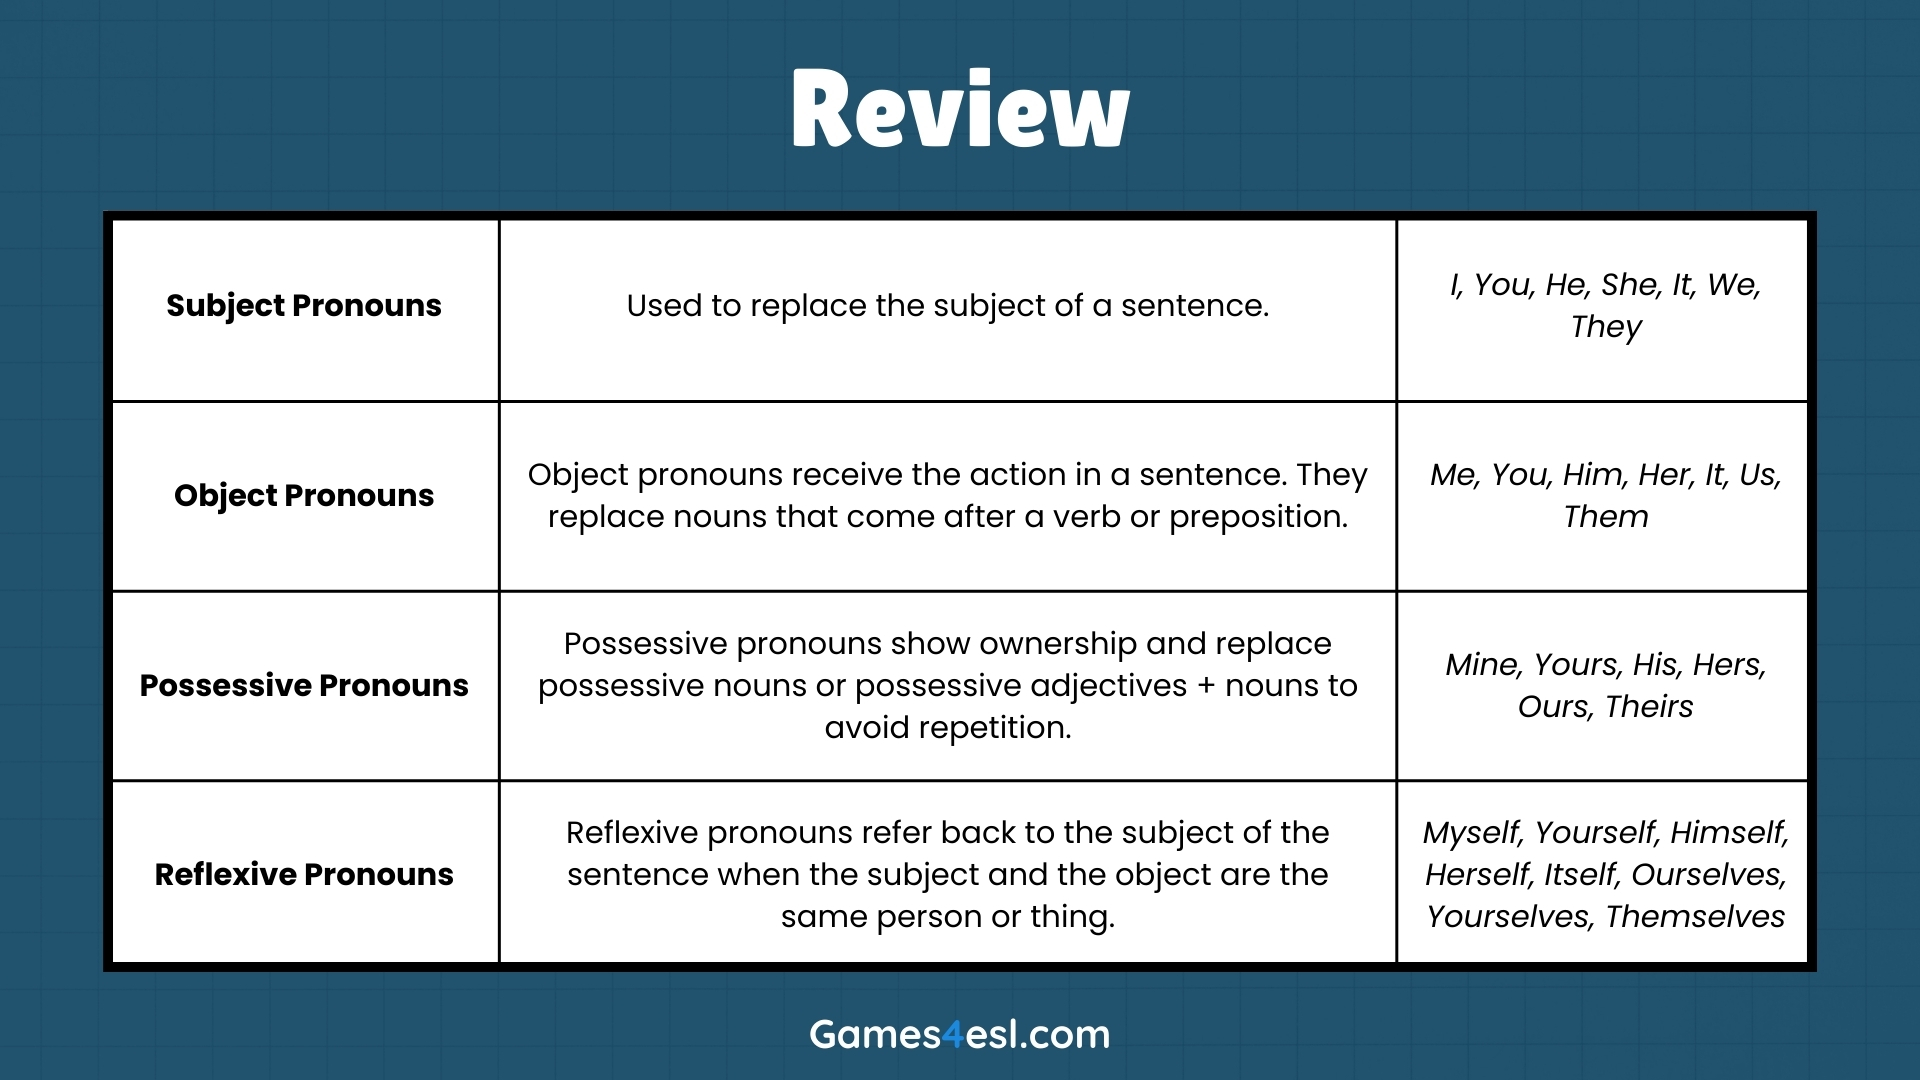 Review
Subject Pronouns
Used to replace the subject of a sentence.
I, You, He, She, It, We,
They
Object Pronouns
Object pronouns receive the action in a sentence. They
replace nouns that come after a verb or preposition.
Me, You, Him, Her, It, Us,
Them
Possessive Pronouns
Possessive pronouns show ownership and replace
possessive nouns or possessive adjectives + nouns to
avoid repetition.
Mine, Yours, His, Hers,
Ours, Theirs
Reflexive Pronouns
Reflexive pronouns refer back to the subject of the
sentence when the subject and the object are the
same person or thing.
Myself, Yourself, Himself,
Herself, Itself, Ourselves,
Yourselves, Themselves
Games4esl.com